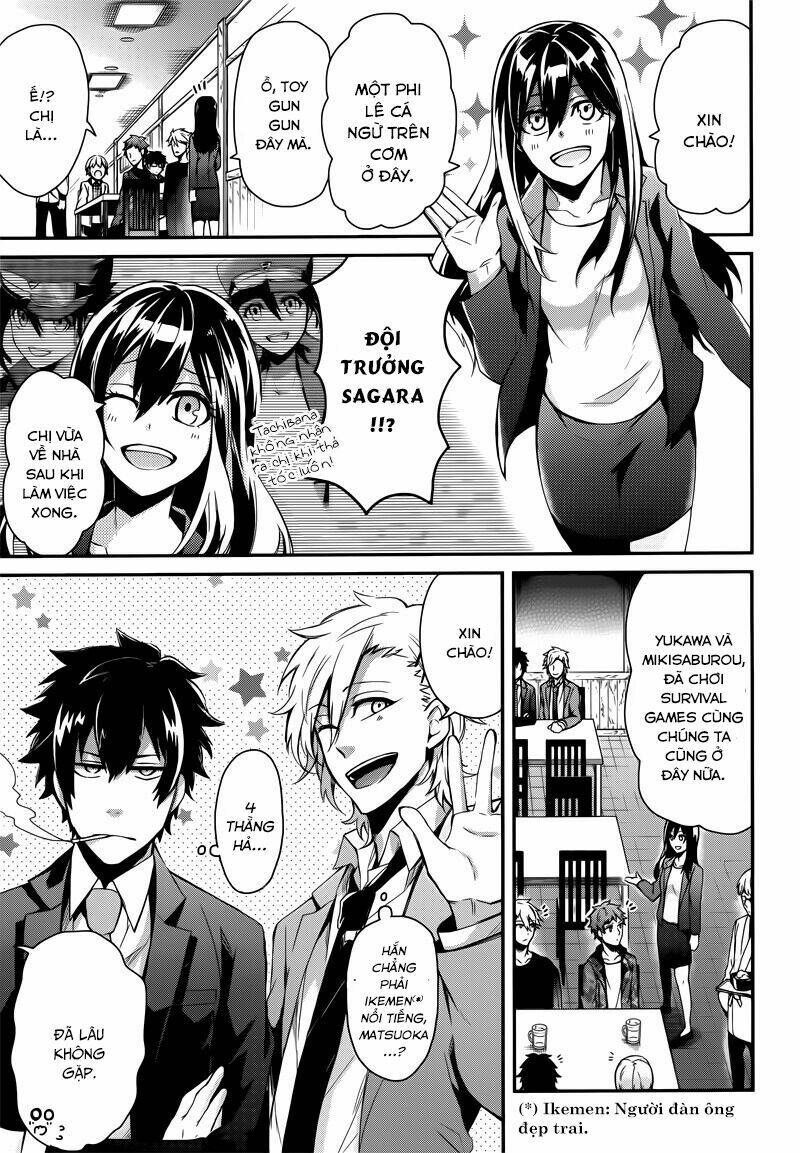 XIN
CHÀO!
MỘT PHI
LÊ CÁ
NGỪ TRÊN
CƠM
Ở ĐÂY.
Ồ, TOY
GUN
GUN
ĐÂY MÀ.
Ế!?
CHỊ
LÀ...
ĐỘI
TRƯỞNG
SAGARA
!!?
Tachibana
không nhận
ra chị khi thả
tóc luôn!
CHỊ VỪA
VỀ NHÀ
SAU KHI
LÀM VIỆC
XONG.
YUKAWA VÀ
MIKISABUROU,
ĐÃ CHƠI
SURVIVAL
GAMES CÙNG
CHÚNG TA
CŨNG Ở
ĐÂY NỮA.
XIN
CHÀO!
4
THẰNG
HẢ...
HẮN
CHẲNG
PHẢI
IKEMEN(*)
NỔI TIẾNG,
MATSUOKA
...?
ĐÃ LÂU
KHÔNG
GẶP.
(*) Ikemen: Người đàn ông
đẹp trai.